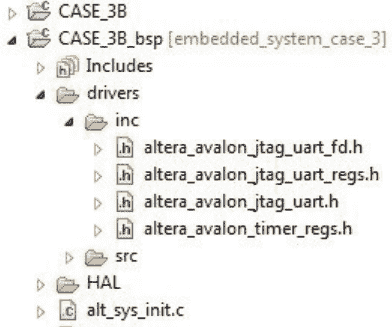 CASE_3B
CASE_3B_bsp [embedded_system_case_3]
Includes
drivers
inc
altera_avalon_jtag_uart_fd.h
altera_avalon_jtag_uart_regs.h
altera_avalon_jtag_uart.h
altera_avalon_timer_regs.h
src
HAL
alt_sys_init.c